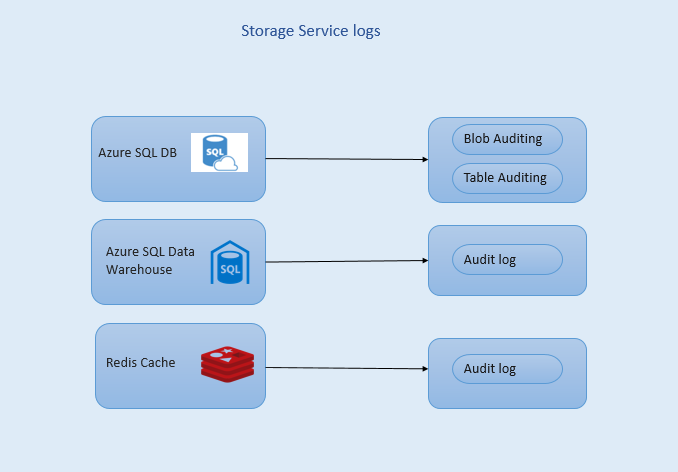 Storage Service logs
Azure SQL DB
SQL
Blob Auditing
Table Auditing
Azure SQL Data
Warehouse
SQL
Audit log
Redis Cache
Audit log